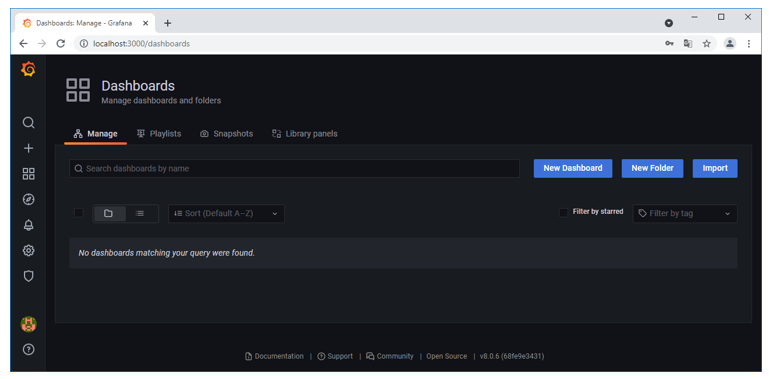 Dashboards: Manage - Grafana
localhost:3000/dashboards
Dashboards
Manage dashboards and folders
Manage Playlists Snapshots Library panels
Search dashboards by name New Dashboard New Folder Import
Sort (Default A–Z) Filter by starred Filter by tag
No dashboards matching your query were found.
Documentation | Support | Community | Open Source | v8.0.6 (68fe9e3431)